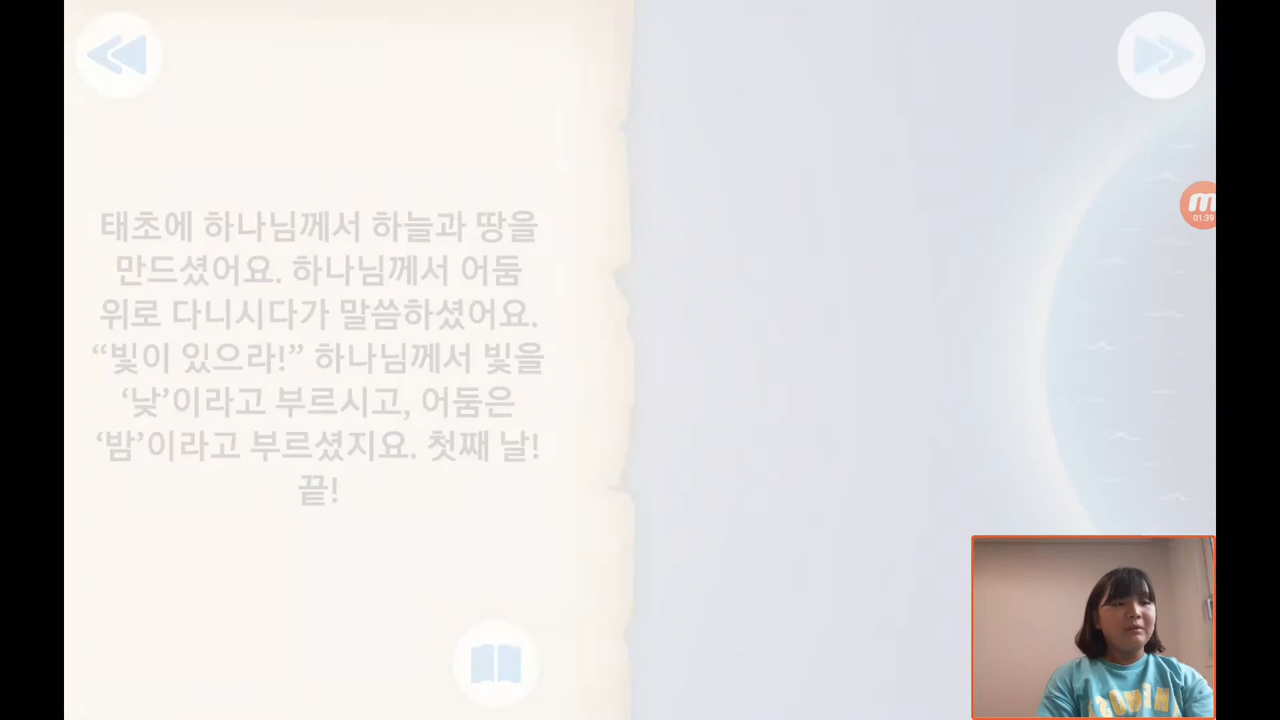 태초에 하나님께서 하늘과 땅을
만드셨어요. 하나님께서 어둠
위로 다니시다가 말씀하셨어요.
“빛이 있으라!” 하나님께서 빛을
‘낮’이라고 부르시고, 어둠은
‘밤’이라고 부르셨지요. 첫째 날!
끝!
01:39